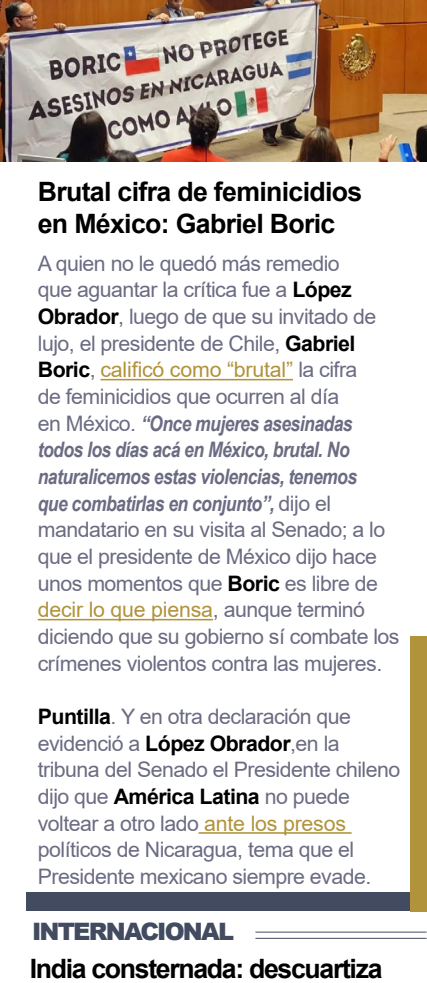 BORIC NO PROTEGE
ASESINOS EN NICARAGUA
COMO AMLO
Brutal cifra de feminicidios
en México: Gabriel Boric
A quien no le quedó más remedio
que aguantar la crítica fue a López
Obrador, luego de que su invitado de
lujo, el presidente de Chile, Gabriel
Boric, calificó como “brutal” la cifra
de feminicidios que ocurren al día
en México. “Once mujeres asesinadas
todos los días acá en México, brutal. No
naturalicemos estas violencias, tenemos
que combatirlas en conjunto”, dijo el
mandatario en su visita al Senado; a lo
que el presidente de México dijo hace
unos momentos que Boric es libre de
decir lo que piensa, aunque terminó
diciendo que su gobierno sí combate los
crímenes violentos contra las mujeres.
Puntilla. Y en otra declaración que
evidenció a López Obrador,en la
tribuna del Senado el Presidente chileno
dijo que América Latina no puede
voltear a otro lado ante los presos
políticos de Nicaragua, tema que el
Presidente mexicano siempre evade.
INTERNACIONAL
India consternada: descuartiza